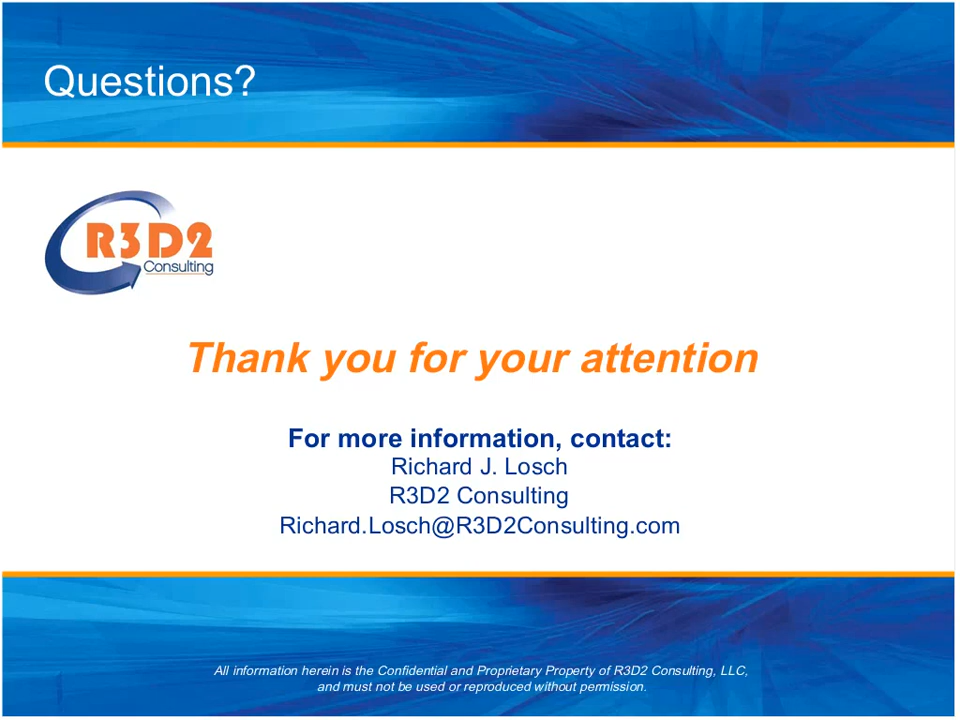 Questions?
R3D2
Consulting
Thank you for your attention
For more information, contact:
Richard J. Losch
R3D2 Consulting
Richard.Losch@R3D2Consulting.com
All information herein is the Confidential and Proprietary Property of R3D2 Consulting, LLC,
and must not be used or reproduced without permission.